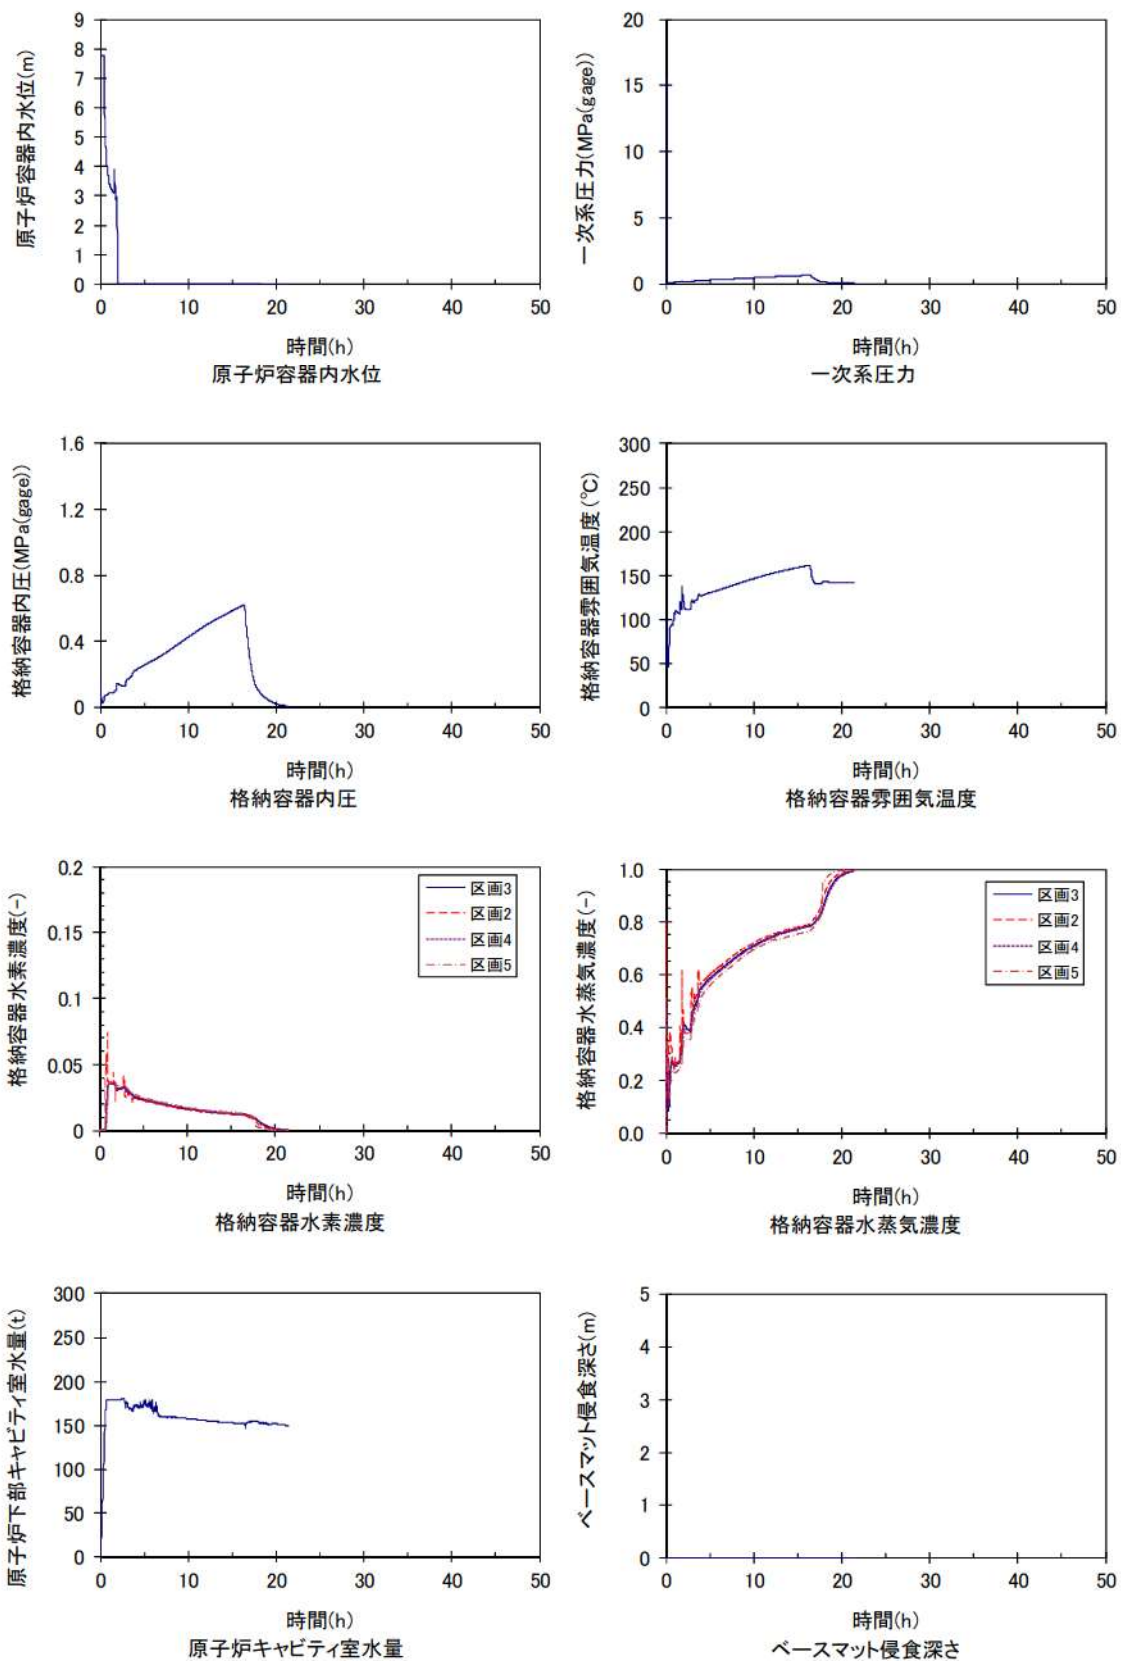 原子炉容器内水位(m)
9
8
7
6
5
4
3
2
1
0
0 10 20 30 40 50
時間(h)
原子炉容器内水位
一次系圧力(MPa(gage))
20
15
10
5
0
0 10 20 30 40 50
時間(h)
一次系圧力
格納容器内圧(MPa(gage))
1.6
1.2
0.8
0.4
0
0 10 20 30 40 50
時間(h)
格納容器内圧
格納容器雰囲気温度(℃)
300
250
200
150
100
50
0
0 10 20 30 40 50
時間(h)
格納容器雰囲気温度
格納容器水素濃度(-)
0.2
0.15
0.1
0.05
0
区画3
区画2
区画4
区画5
0 10 20 30 40 50
時間(h)
格納容器水素濃度
格納容器水蒸気濃度(-)
1.0
0.8
0.6
0.4
0.2
0.0
区画3
区画2
区画4
区画5
0 10 20 30 40 50
時間(h)
格納容器水蒸気濃度
原子炉下部キャビティ室水量(t)
300
250
200
150
100
50
0
0 10 20 30 40 50
時間(h)
原子炉キャビティ室水量
ベースマット侵食深さ(m)
5
4
3
2
1
0
0 10 20 30 40 50
時間(h)
ベースマット侵食深さ